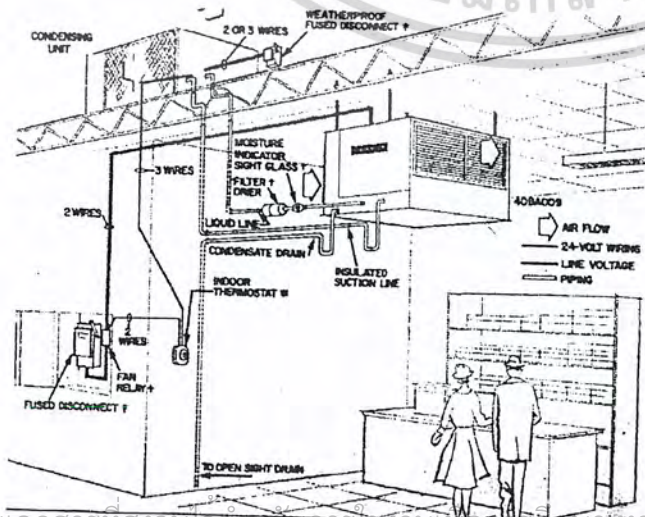 CONDENSING
UNIT
2 OR 3 WIRES
WEATHERPROOF
FUSED DISCONNECT †
MOISTURE
INDICATOR
SIGHT GLASS †
FILTER †
DRIER
3 WIRES
2 WIRES
LIQUID LINE
CONDENSATE DRAIN
INSULATED
SUCTION LINE
40BA009
AIR FLOW
24-VOLT WIRING
LINE VOLTAGE
PIPING
INDOOR
THERMOSTAT
2
WIRES
FAN
RELAY †
FUSED DISCONNECT †
TO OPEN SIGHT DRAIN